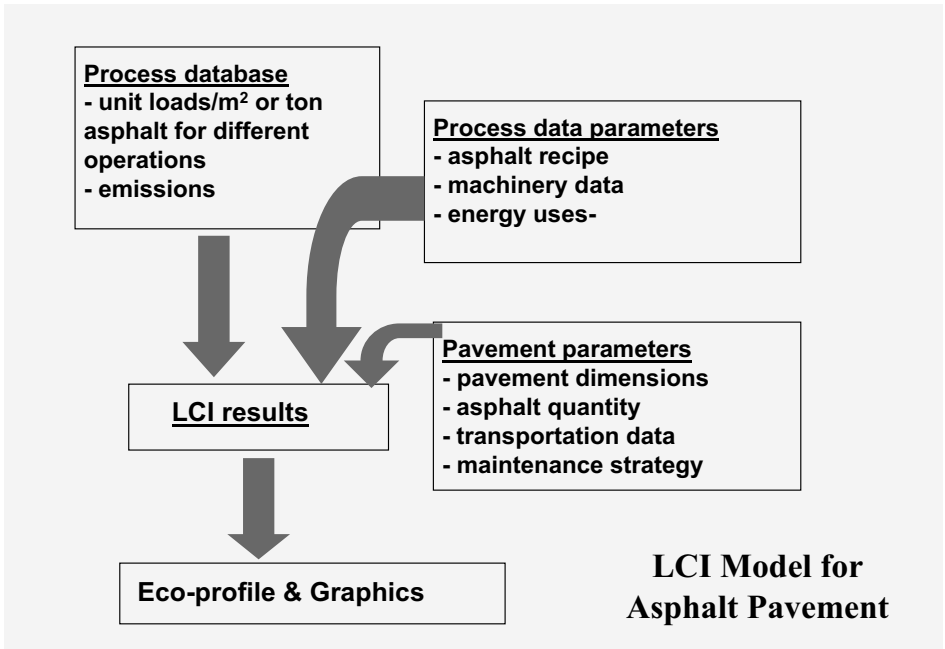 Process database
- unit loads/m² or ton
asphalt for different
operations
- emissions
Process data parameters
- asphalt recipe
- machinery data
- energy uses-
Pavement parameters
- pavement dimensions
- asphalt quantity
- transportation data
- maintenance strategy
LCI results
Eco-profile & Graphics
LCI Model for
Asphalt Pavement